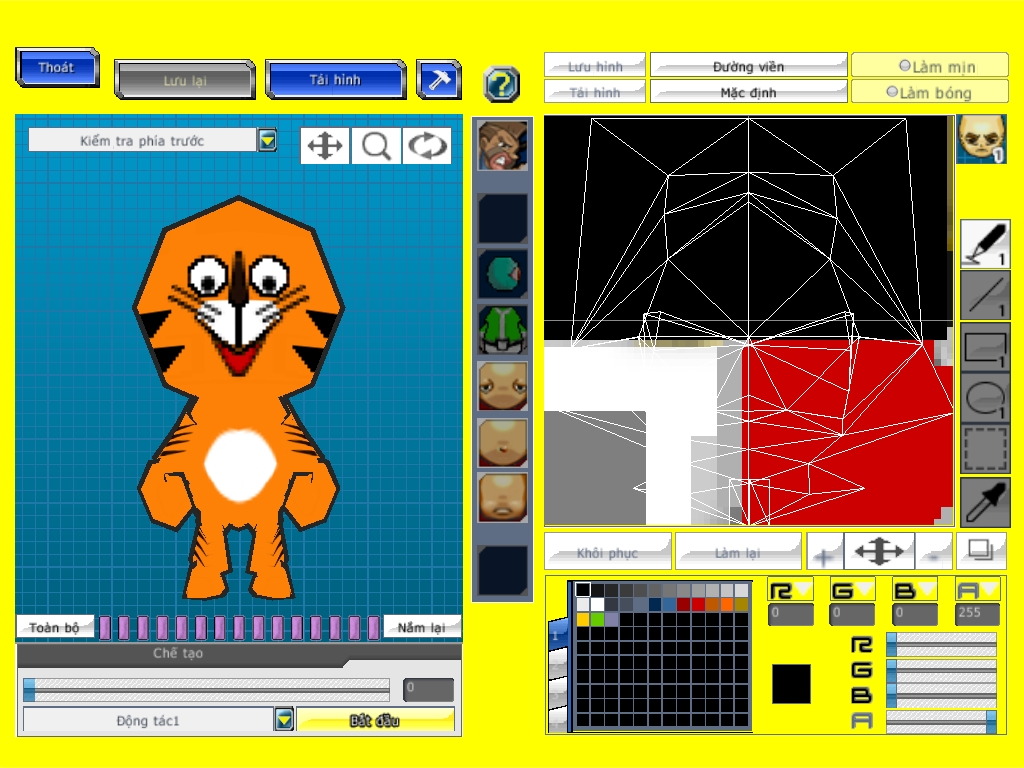 Thoát
Lưu lại
Tải hình
?
Lưu hình
Đường viền
Làm mịn
Tải hình
Mặc định
Làm bóng
Kiểm tra phía trước
1
1
1
1
1
Khôi phục
Làm lại
+
-
Toàn bộ
Nắm lại
Chế tạo
0
Động tác1
Bắt đầu
1
R
G
B
A
0
0
0
255
R
G
B
A